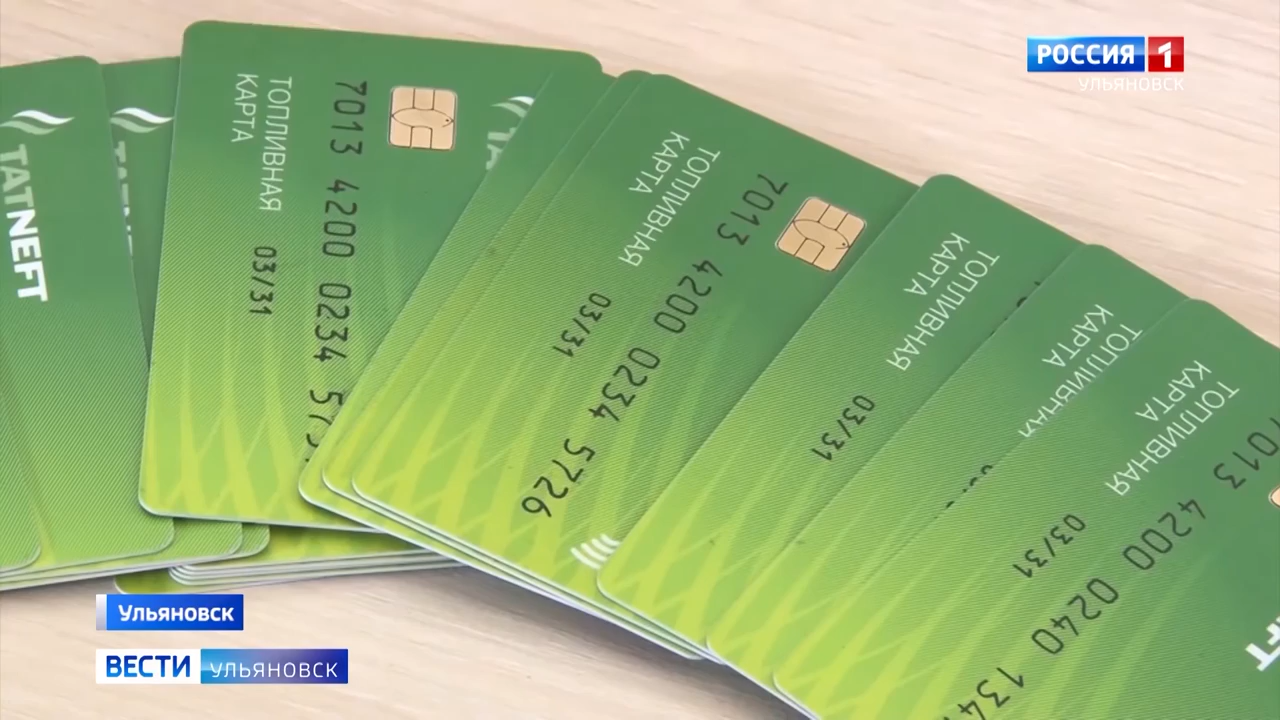 РОССИЯ 1
УЛЬЯНОВСК
TATNEFT
ТОПЛИВНАЯ
КАРТА
7013 4200 0234
03/31
ТОПЛИВНАЯ
КАРТА
7013 4200 0234 5726
03/31
ТОПЛИВНАЯ
КАРТА
03/31
ТОПЛИВНАЯ
КАРТА
ТОПЛИВНАЯ
КАРТА
7013 4200 0240
03/31
Ульяновск
ВЕСТИ УЛЬЯНОВСК